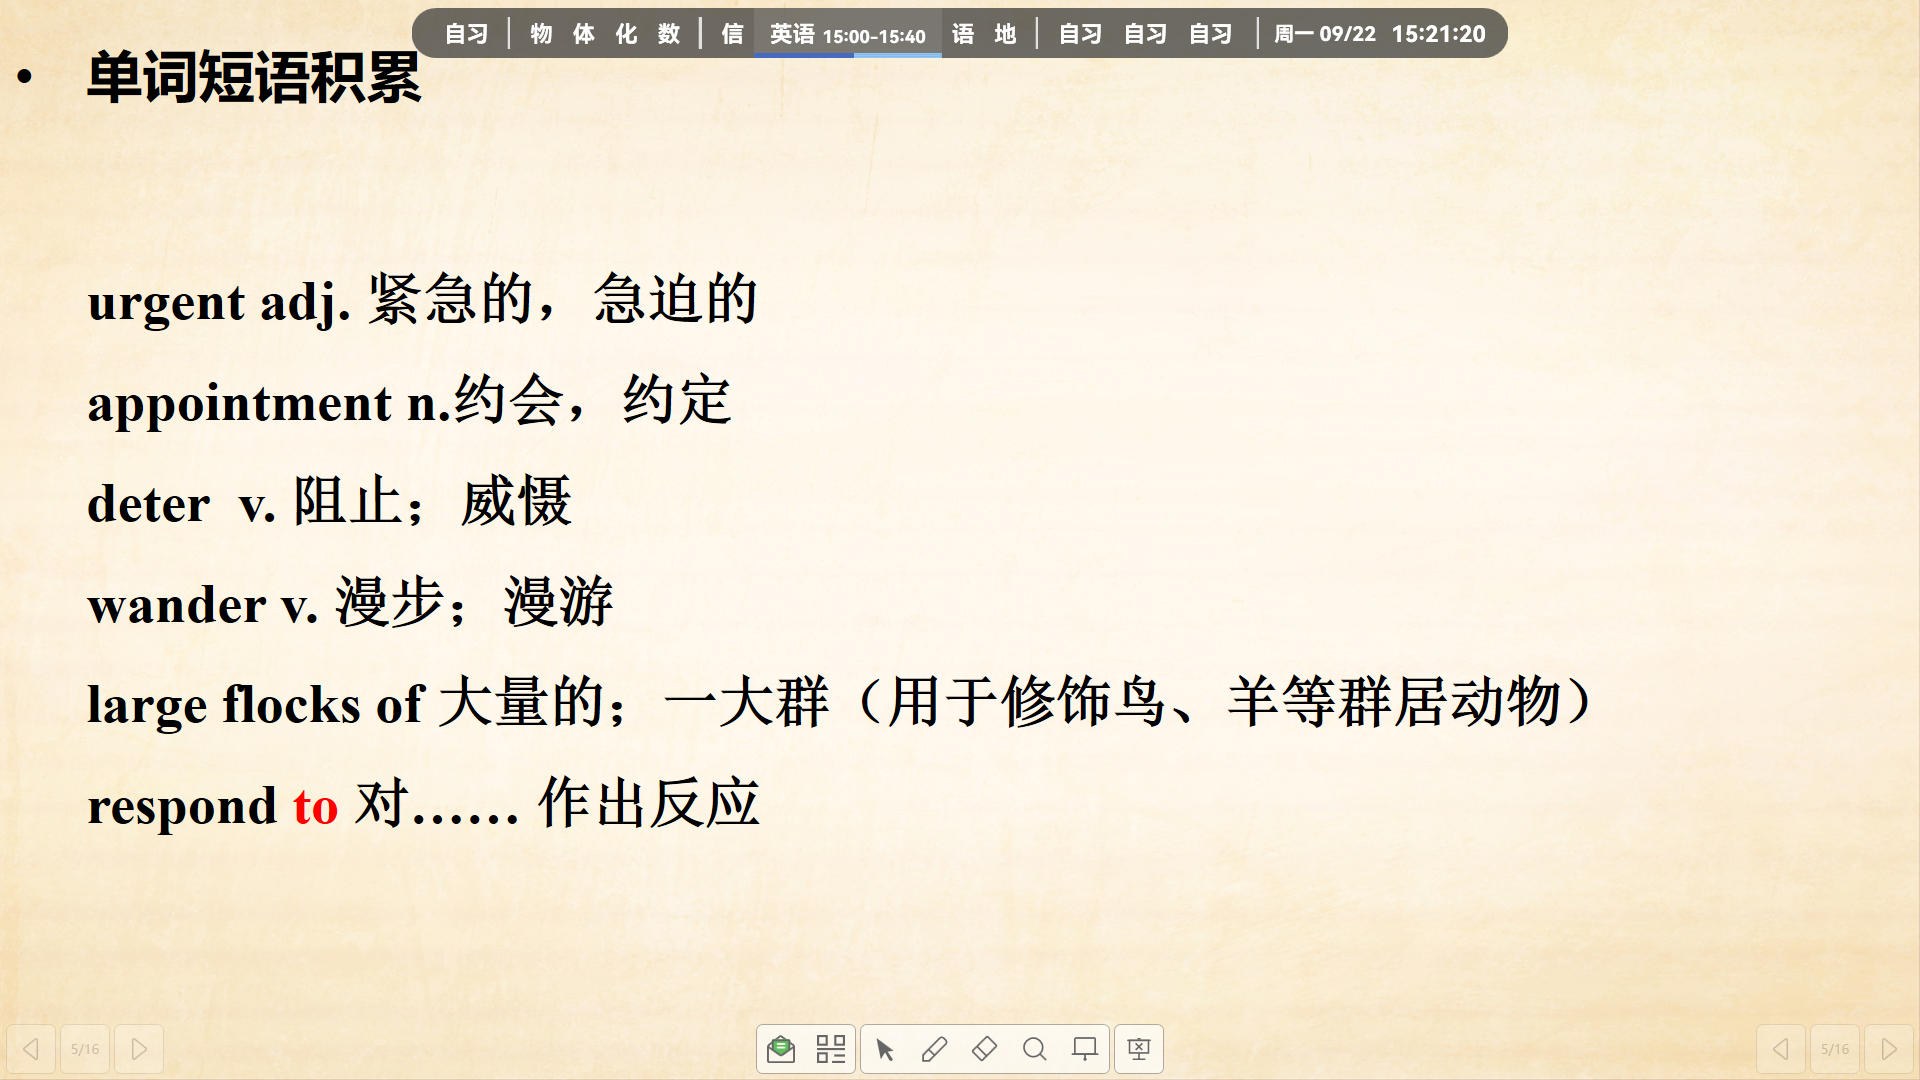 自习 | 物 体 化 数 | 信 英语 15:00-15:40 语 地 | 自习 自习 自习 | 周一 09/22 15:21:20
• 单词短语积累
urgent adj. 紧急的，急迫的
appointment n.约会，约定
deter v. 阻止；威慑
wander v. 漫步；漫游
large flocks of 大量的；一大群（用于修饰鸟、羊等群居动物）
respond to 对…… 作出反应
5/16 5/16